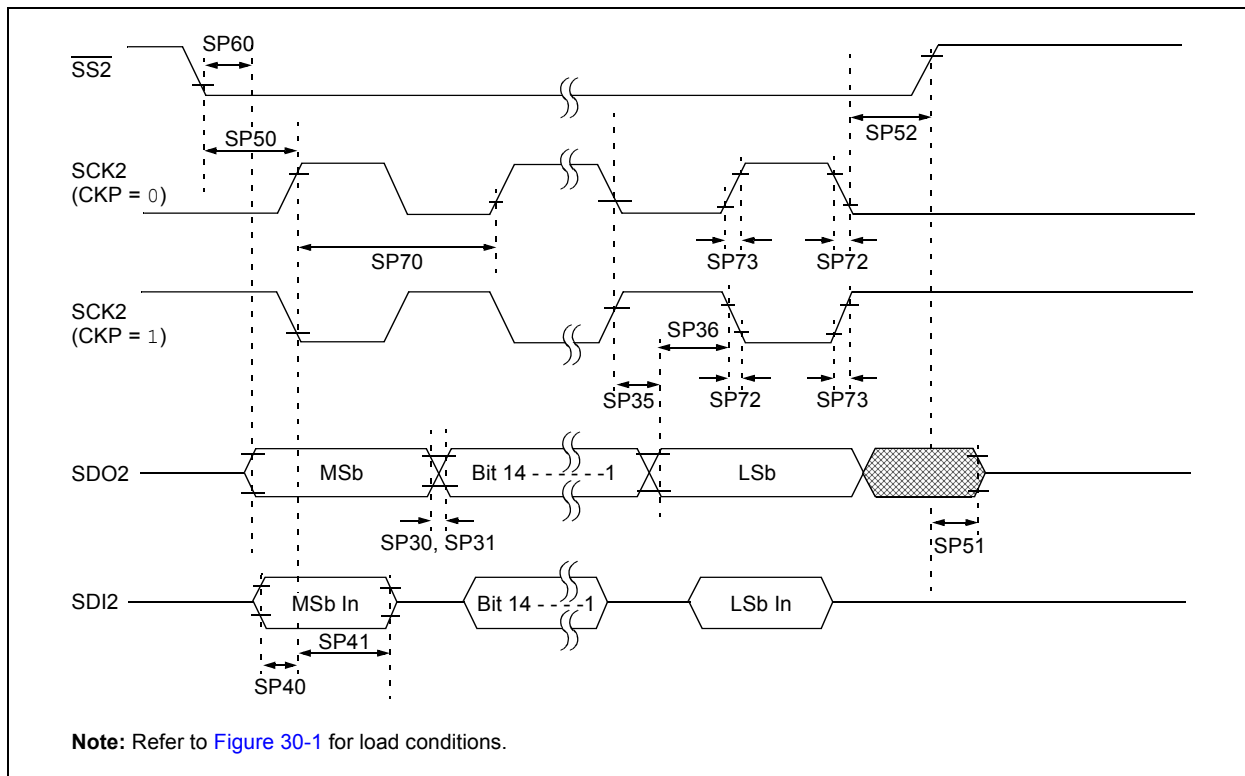 SP60
SS2
SP50
SP52
SCK2
(CKP = 0)
SP70
SP73
SP72
SCK2
(CKP = 1)
SP36
SP35
SP72
SP73
SDO2
MSb
Bit 14 - - - - - -1
LSb
SP30, SP31
SP51
SDI2
MSb In
Bit 14 - - - -1
LSb In
SP41
SP40
Note: Refer to Figure 30-1 for load conditions.